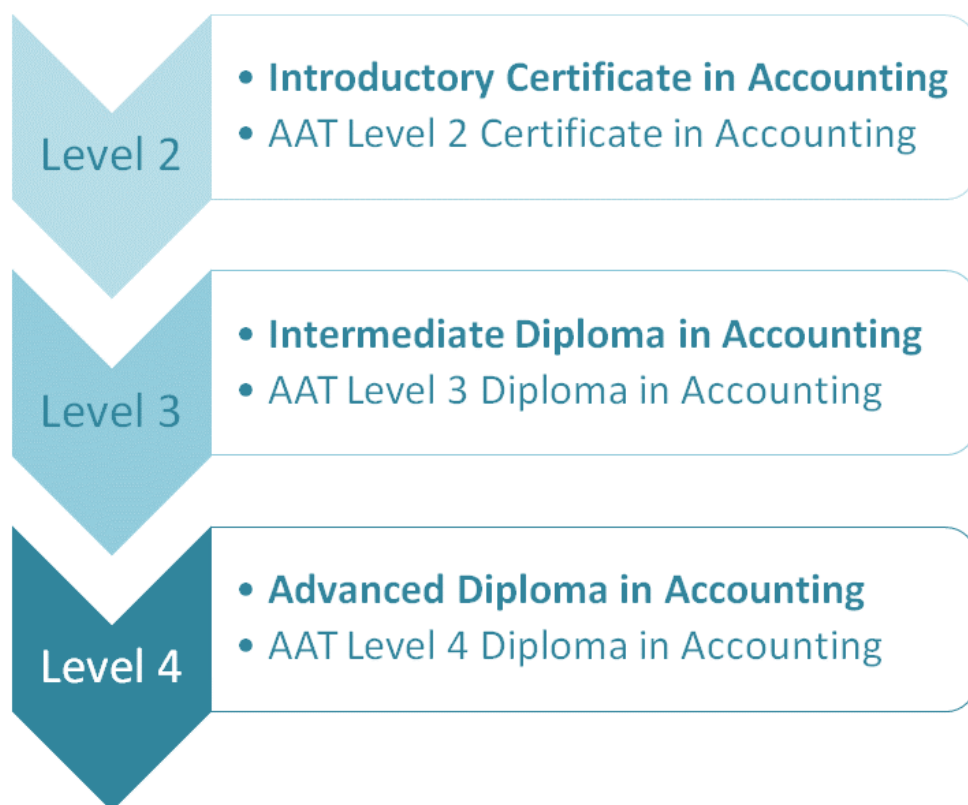 Level 2
• Introductory Certificate in Accounting
• AAT Level 2 Certificate in Accounting
Level 3
• Intermediate Diploma in Accounting
• AAT Level 3 Diploma in Accounting
Level 4
• Advanced Diploma in Accounting
• AAT Level 4 Diploma in Accounting